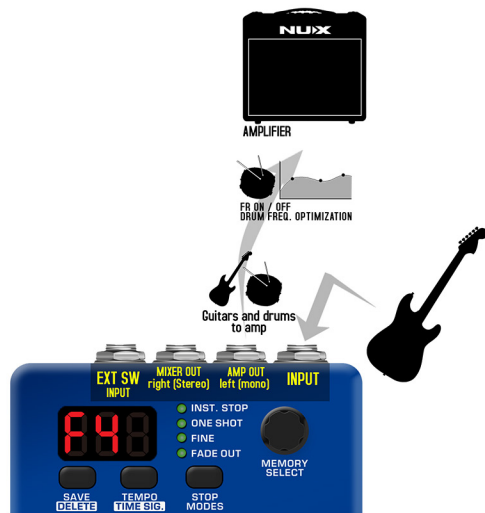 NUX
AMPLIFIER
FR ON / OFF
DRUM FREQ. OPTIMIZATION
Guitars and drums
to amp
EXT SW
INPUT
MIXER OUT
right (Stereo)
AMP OUT
left (mono)
INPUT
F4
INST. STOP
ONE SHOT
FINE
FADE OUT
MEMORY
SELECT
SAVE
DELETE
TEMPO
TIME SIG.
STOP
MODES